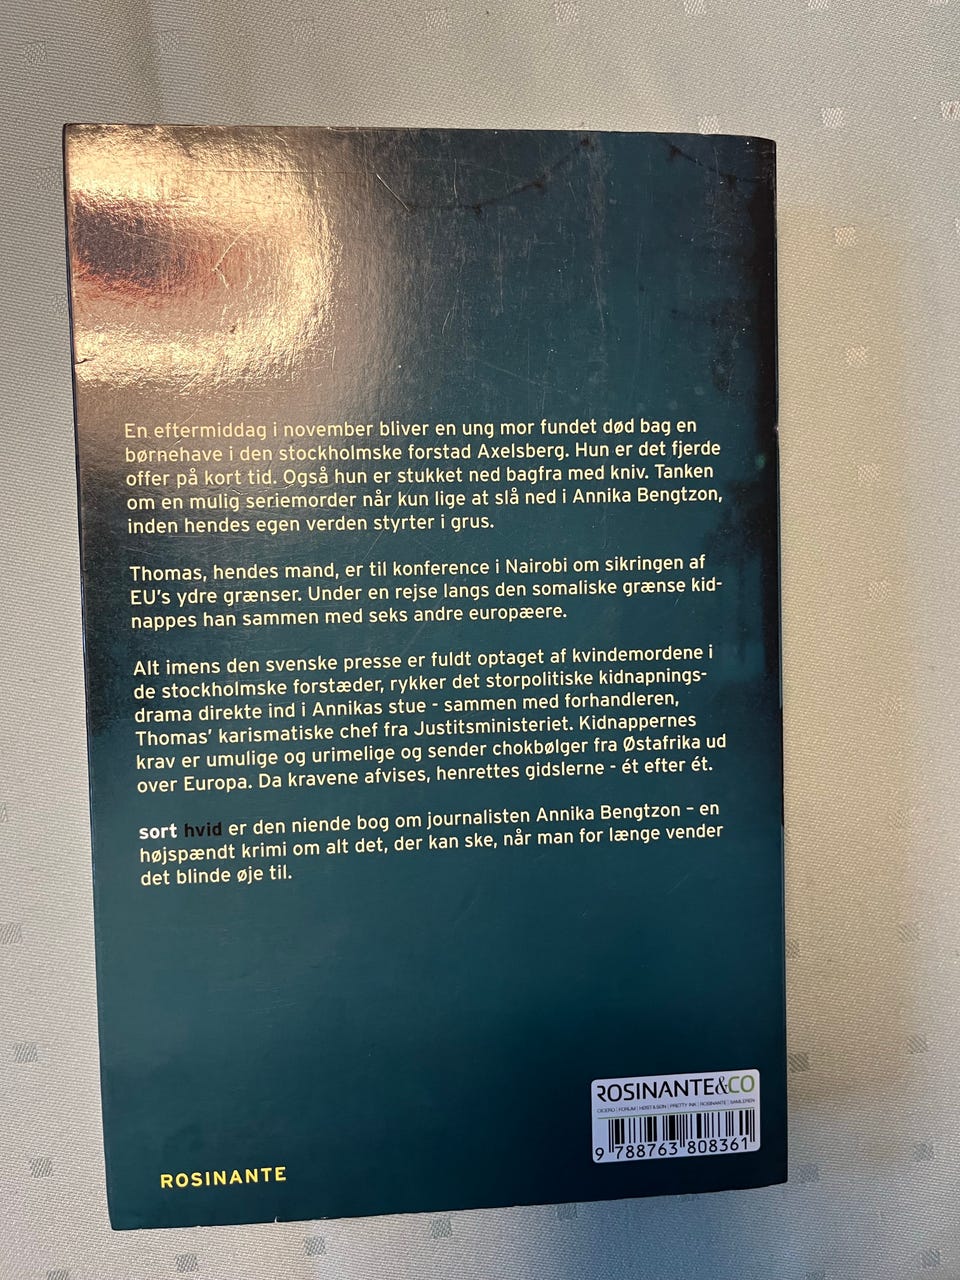 En eftermiddag i november bliver en ung mor fundet død bag en
børnehave i den stockholmske forstad Axelsberg. Hun er det fjerde
offer på kort tid. Også hun er stukket ned bagfra med kniv. Tanken
om en mulig seriemorder når kun lige at slå ned i Annika Bengtzon,
inden hendes egen verden styrter i grus.
Thomas, hendes mand, er til konference i Nairobi om sikringen af
EU's ydre grænser. Under en rejse langs den somaliske grænse kid-
nappes han sammen med seks andre europæere.
Alt imens den svenske presse er fuldt optaget af kvindemordene i
de stockholmske forstæder, rykker det storpolitiske kidnapnings-
drama direkte ind i Annikas stue - sammen med forhandleren,
Thomas' karismatiske chef fra Justitsministeriet. Kidnappernes
krav er umulige og urimelige og sender chokbølger fra Østafrika ud
over Europa. Da kravene afvises, henrettes gidslerne - ét efter ét.
sort hvid er den niende bog om journalisten Annika Bengtzon – en
højspændt krimi om alt det, der kan ske, når man for længe vender
det blinde øje til.
ROSINANTE&CO
CICERO | FORUM | HØST & SØN | PRETTY INK | ROSINANTE | SAMLEREN
9 788763 808361
ROSINANTE